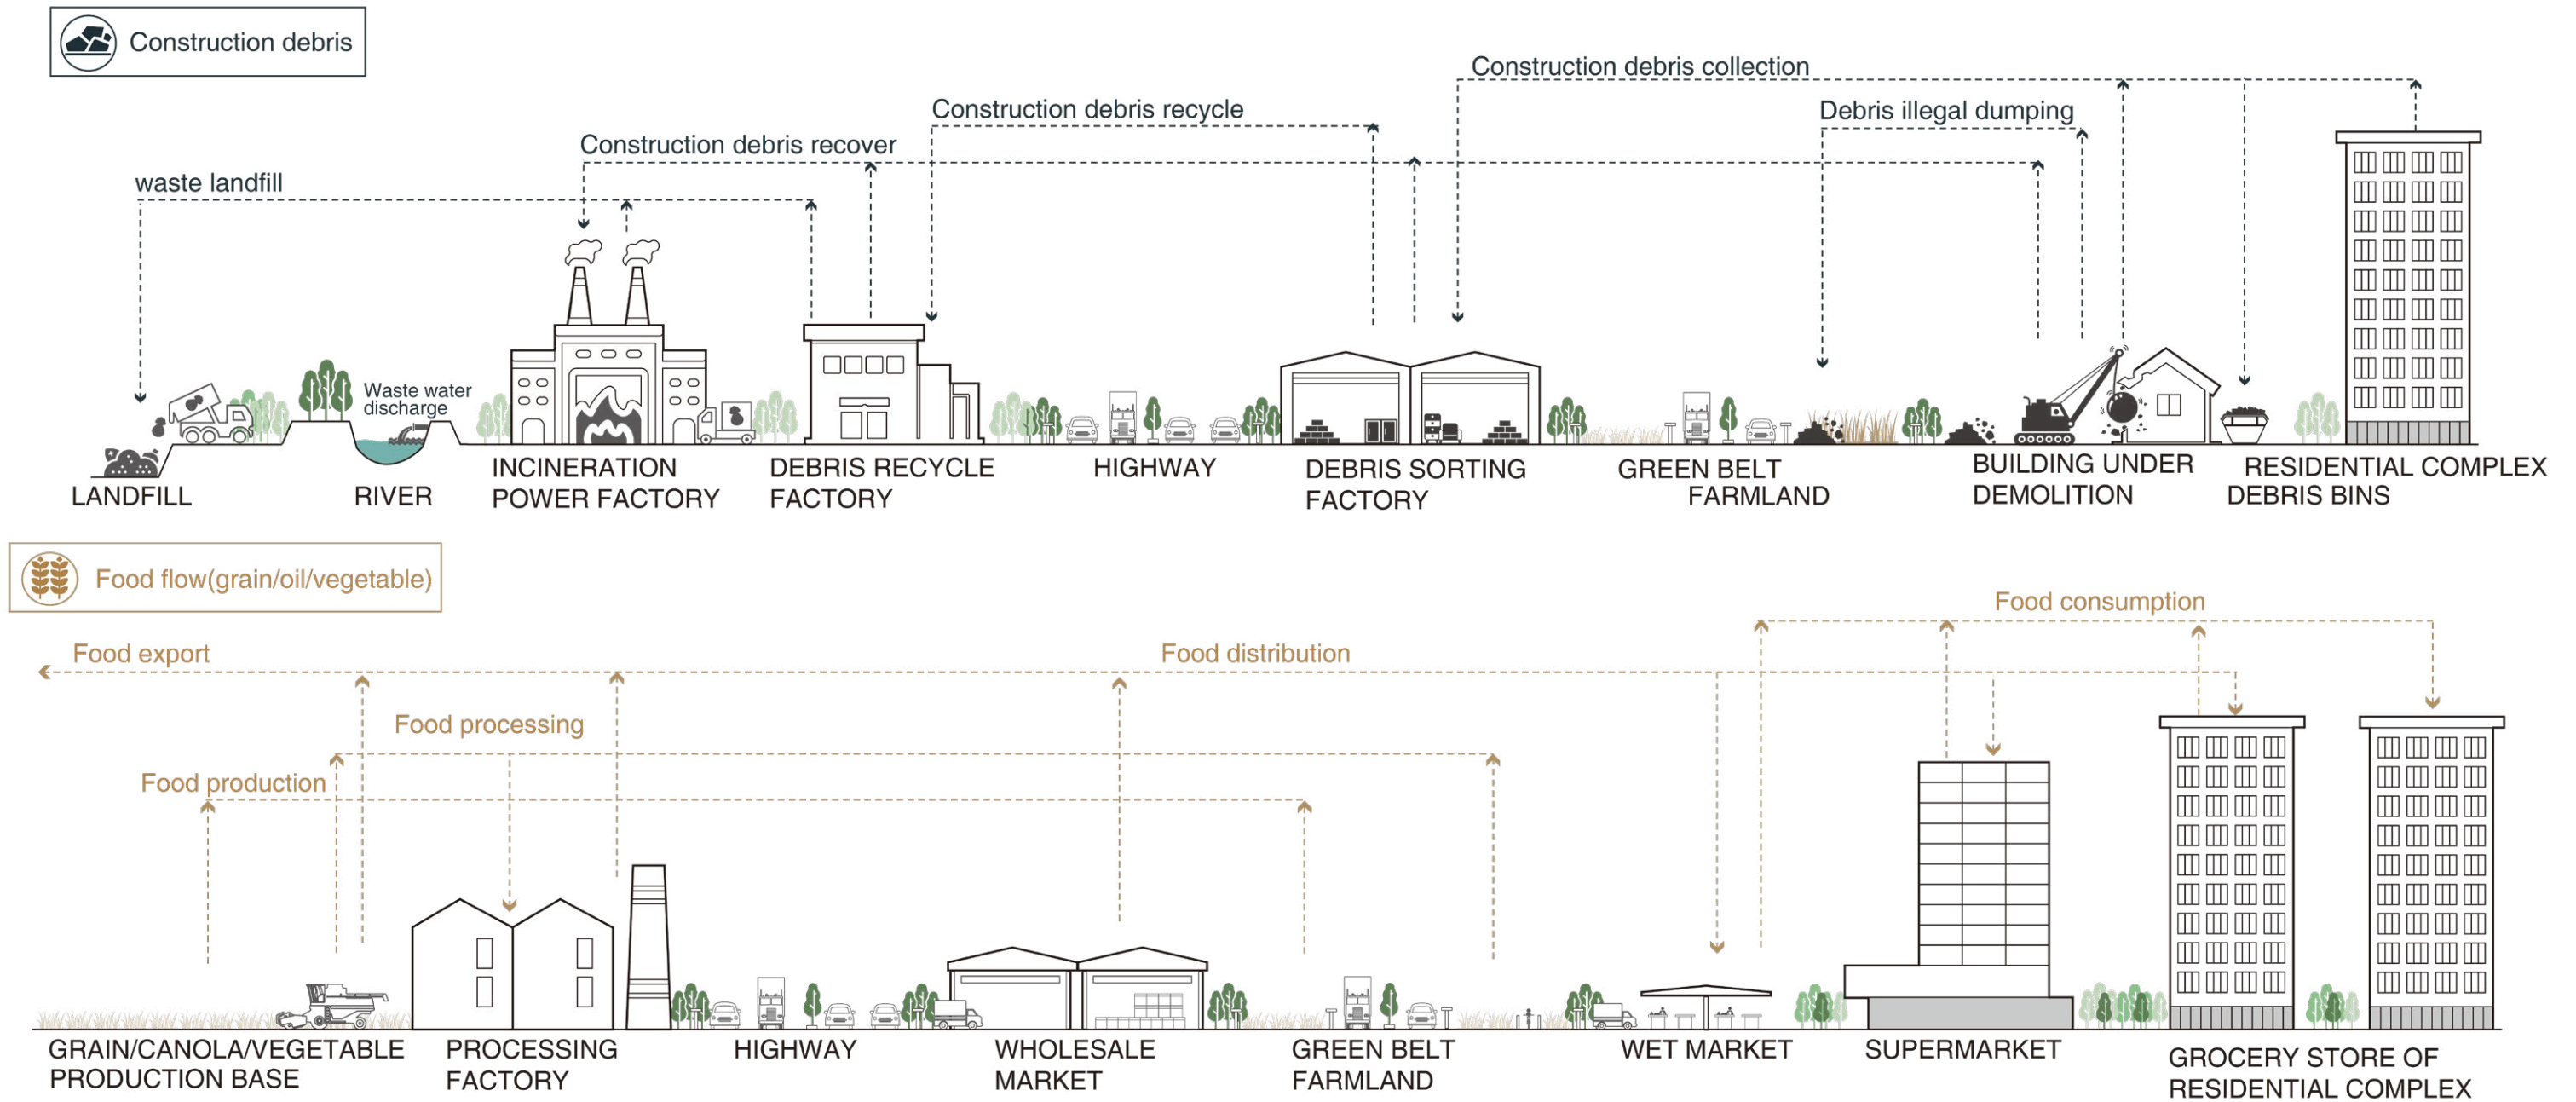 Construction debris
Construction debris collection
Construction debris recycle
Debris illegal dumping
Construction debris recover
waste landfill
Waste water
discharge
LANDFILL
RIVER
INCINERATION
POWER FACTORY
DEBRIS RECYCLE
FACTORY
HIGHWAY
DEBRIS SORTING
FACTORY
GREEN BELT
FARMLAND
BUILDING UNDER
DEMOLITION
RESIDENTIAL COMPLEX
DEBRIS BINS
Food flow(grain/oil/vegetable)
Food consumption
Food export
Food distribution
Food processing
Food production
GRAIN/CANOLA/VEGETABLE
PRODUCTION BASE
PROCESSING
FACTORY
HIGHWAY
WHOLESALE
MARKET
GREEN BELT
FARMLAND
WET MARKET
SUPERMARKET
GROCERY STORE OF
RESIDENTIAL COMPLEX